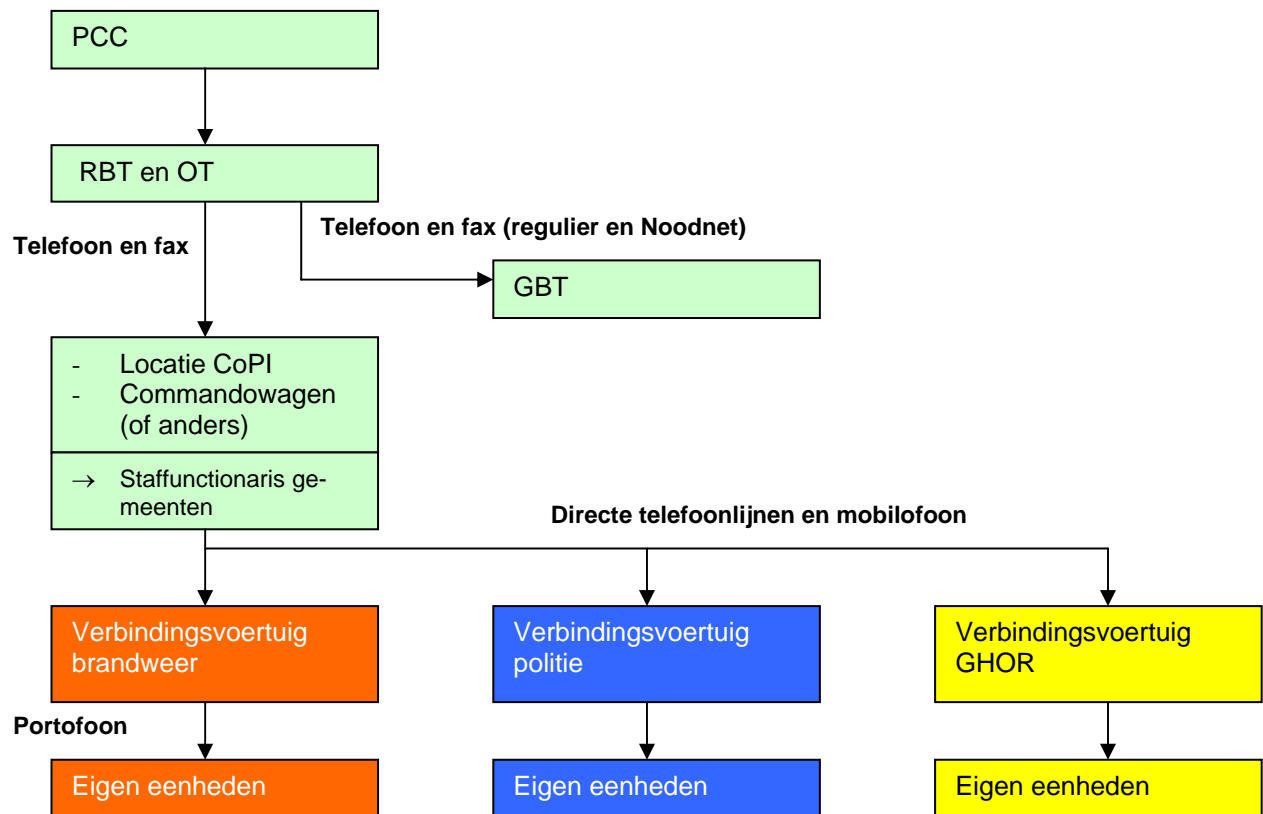 PCC
RBT en OT
Telefoon en fax (regulier en Noodnet)
Telefoon en fax
GBT
- Locatie CoPI
- Commandowagen
(of anders)
→ Staffunctionaris ge-
meenten
Directe telefoonlijnen en mobilofoon
Verbindingsvoertuig
brandweer
Verbindingsvoertuig
politie
Verbindingsvoertuig
GHOR
Portofoon
Eigen eenheden
Eigen eenheden
Eigen eenheden